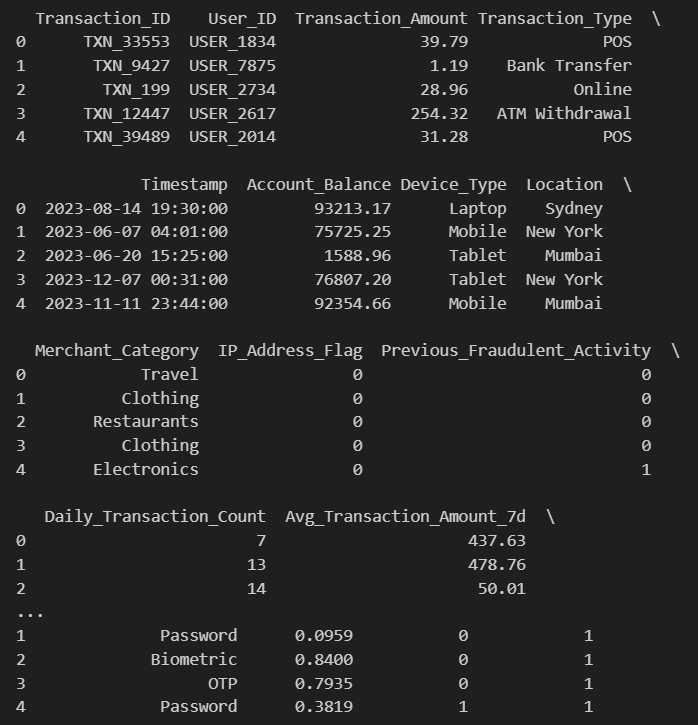 Transaction_ID User_ID Transaction_Amount Transaction_Type \
0 TXN_33553 USER_1834 39.79 POS
1 TXN_9427 USER_7875 1.19 Bank Transfer
2 TXN_199 USER_2734 28.96 Online
3 TXN_12447 USER_2617 254.32 ATM Withdrawal
4 TXN_39489 USER_2014 31.28 POS
Timestamp Account_Balance Device_Type Location \
0 2023-08-14 19:30:00 93213.17 Laptop Sydney
1 2023-06-07 04:01:00 75725.25 Mobile New York
2 2023-06-20 15:25:00 1588.96 Tablet Mumbai
3 2023-12-07 00:31:00 76807.20 Tablet New York
4 2023-11-11 23:44:00 92354.66 Mobile Mumbai
Merchant_Category IP_Address_Flag Previous_Fraudulent_Activity \
0 Travel 0 0
1 Clothing 0 0
2 Restaurants 0 0
3 Clothing 0 0
4 Electronics 0 1
Daily_Transaction_Count Avg_Transaction_Amount_7d \
0 7 437.63
1 13 478.76
2 14 50.01
...
1 Password 0.0959 0 1
2 Biometric 0.8400 0 1
3 OTP 0.7935 0 1
4 Password 0.3819 1 1